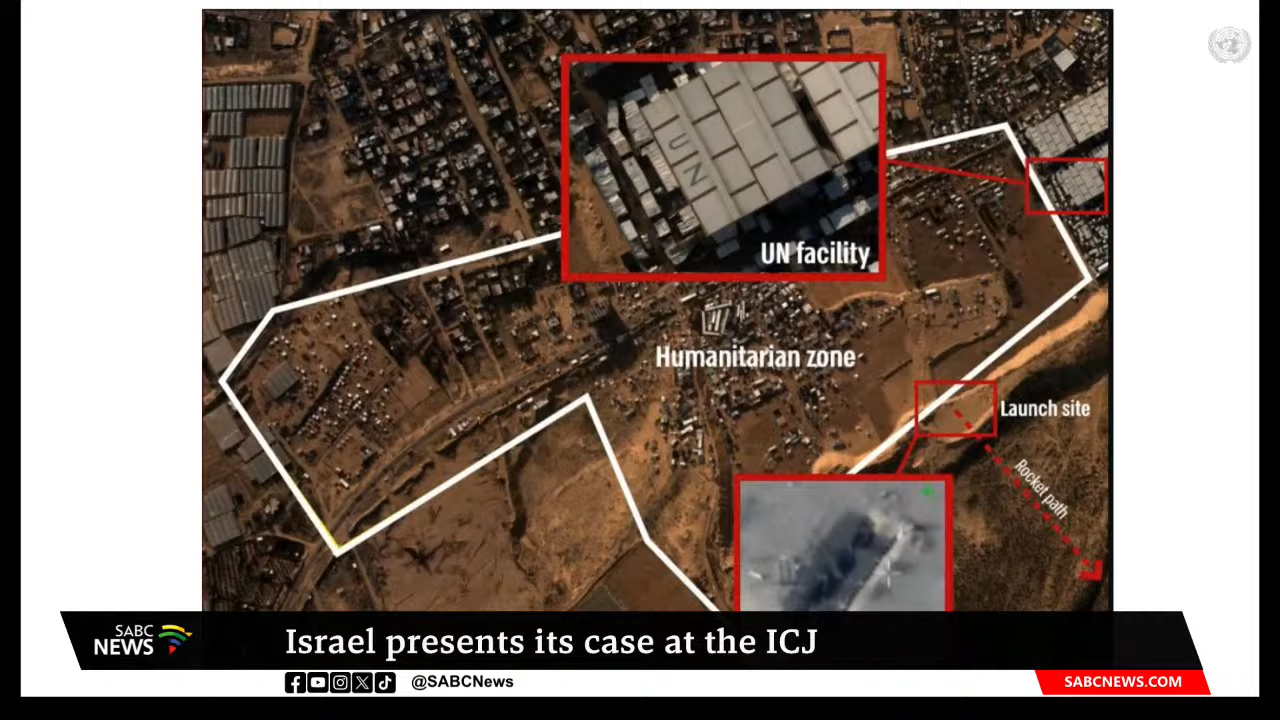 UN
UN facility
Humanitarian zone
Launch site
Rocket path
SABC
NEWS
Israel presents its case at the ICJ
@SABCNews
SABCNEWS.COM